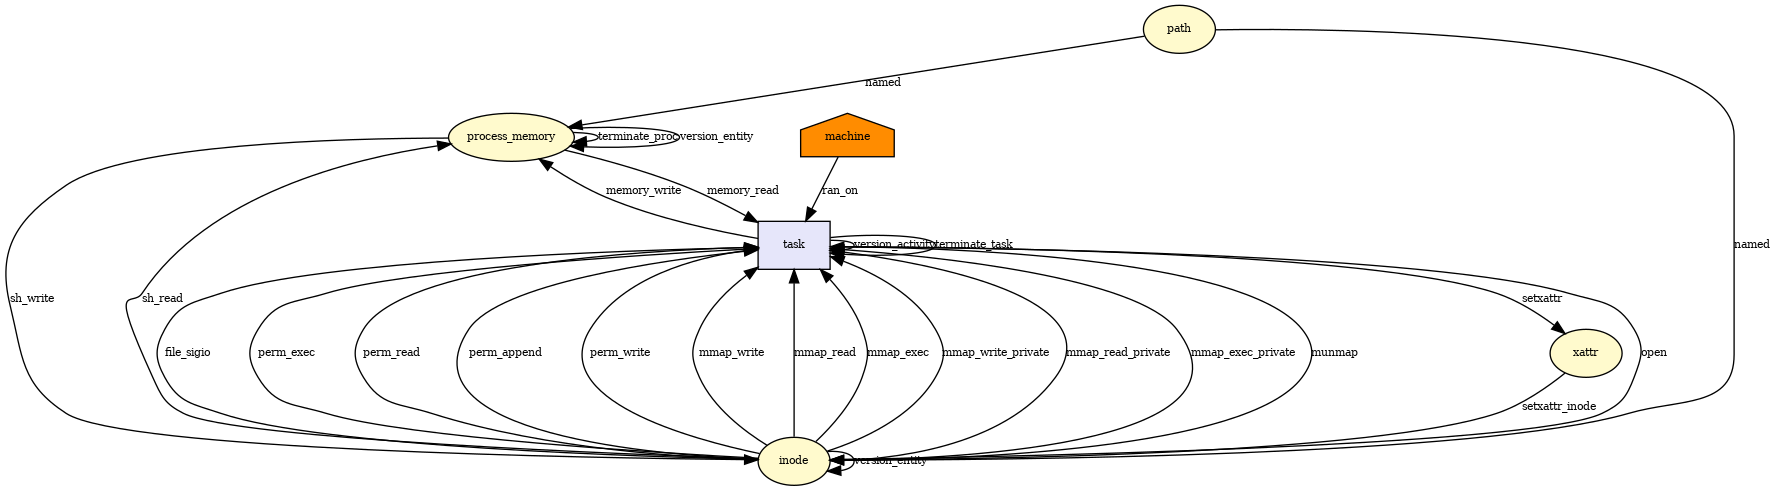 path
named
process_memory
terminate_proc
version_entity
machine
memory_write
memory_read
ran_on
task
version_activity
terminate_task
named
sh_write
sh_read
setxattr
file_sigio
perm_exec
perm_read
perm_append
perm_write
mmap_write
mmap_read
mmap_exec
mmap_write_private
mmap_read_private
mmap_exec_private
munmap
xattr
open
setxattr_inode
inode
version_entity